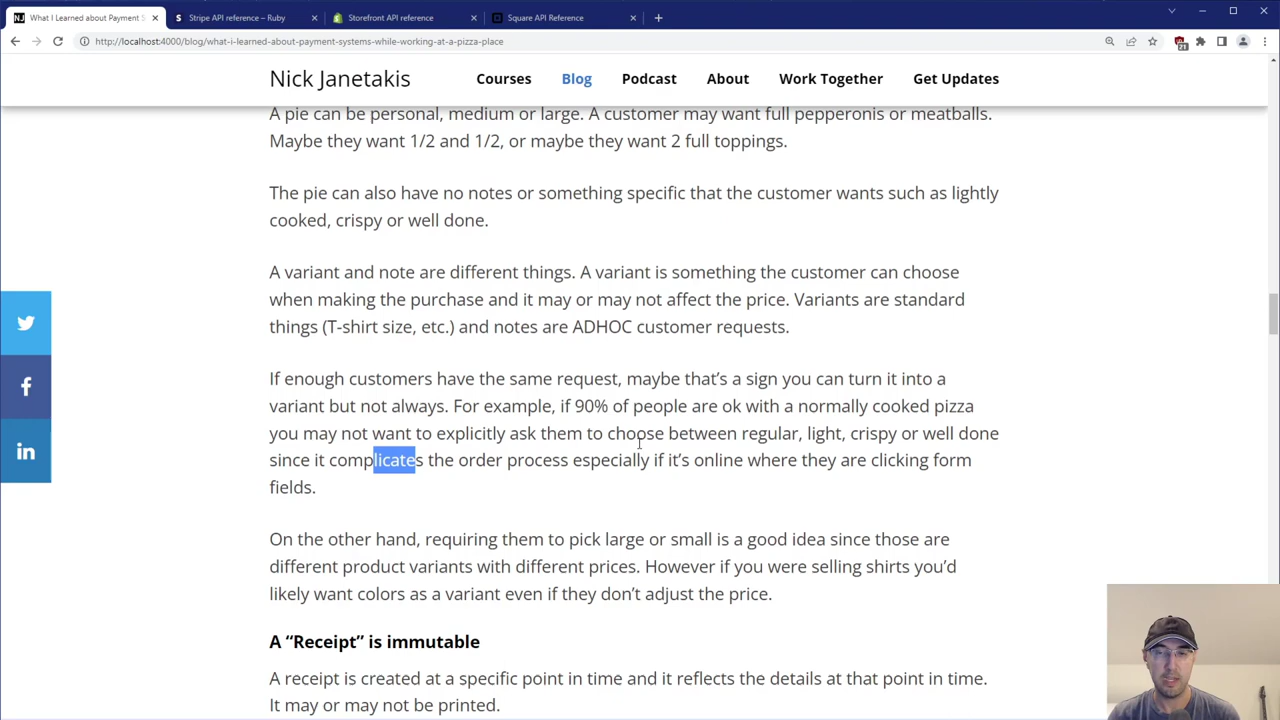 What I Learned about Payment S
Stripe API reference – Ruby
Storefront API reference
Square API Reference
http://localhost:4000/blog/what-i-learned-about-payment-systems-while-working-at-a-pizza-place
21
Nick Janetakis
Courses
Blog
Podcast
About
Work Together
Get Updates
A pie can be personal, medium or large. A customer may want full pepperonis or meatballs.
Maybe they want 1/2 and 1/2, or maybe they want 2 full toppings.
The pie can also have no notes or something specific that the customer wants such as lightly
cooked, crispy or well done.
A variant and note are different things. A variant is something the customer can choose
when making the purchase and it may or may not affect the price. Variants are standard
things (T-shirt size, etc.) and notes are ADHOC customer requests.
If enough customers have the same request, maybe that's a sign you can turn it into a
variant but not always. For example, if 90% of people are ok with a normally cooked pizza
you may not want to explicitly ask them to choose between regular, light, crispy or well done
since it complicates the order process especially if it's online where they are clicking form
fields.
On the other hand, requiring them to pick large or small is a good idea since those are
different product variants with different prices. However if you were selling shirts you'd
likely want colors as a variant even if they don't adjust the price.
A “Receipt” is immutable
A receipt is created at a specific point in time and it reflects the details at that point in time.
It may or may not be printed.